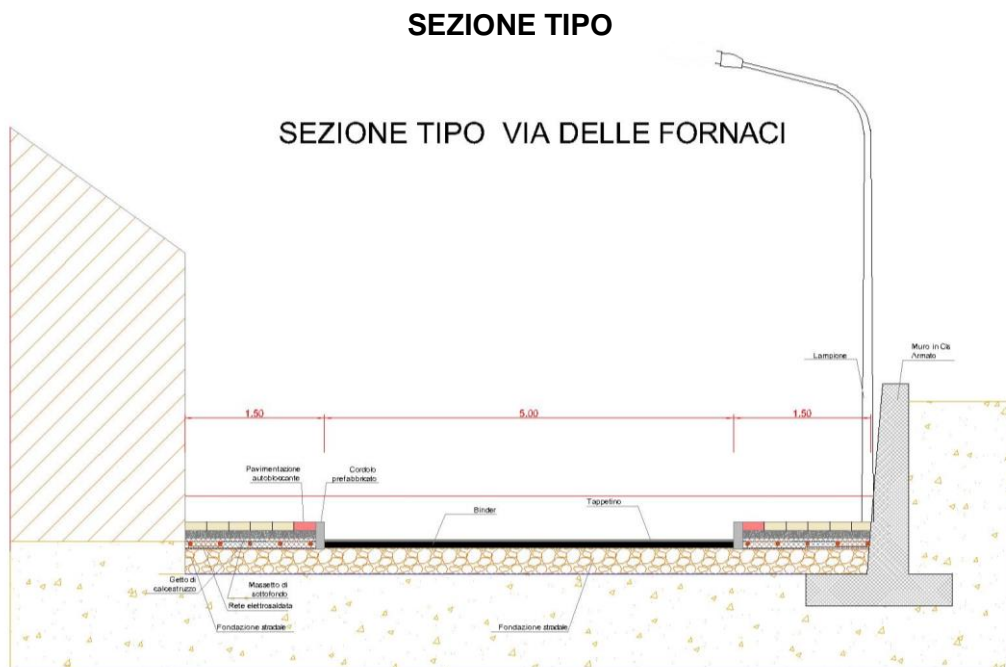 SEZIONE TIPO
SEZIONE TIPO VIA DELLE FORNACI
Lampione
Muro in Cls
Armato
1.50
5.00
1.50
Pavimentazione
autobloccante
Cordolo
prefabbricato
Binder
Tappetino
Getto di
calcestruzzo
Massetto di
sottofondo
Rete elettrosaldata
Fondazione stradale
Fondazione stradale